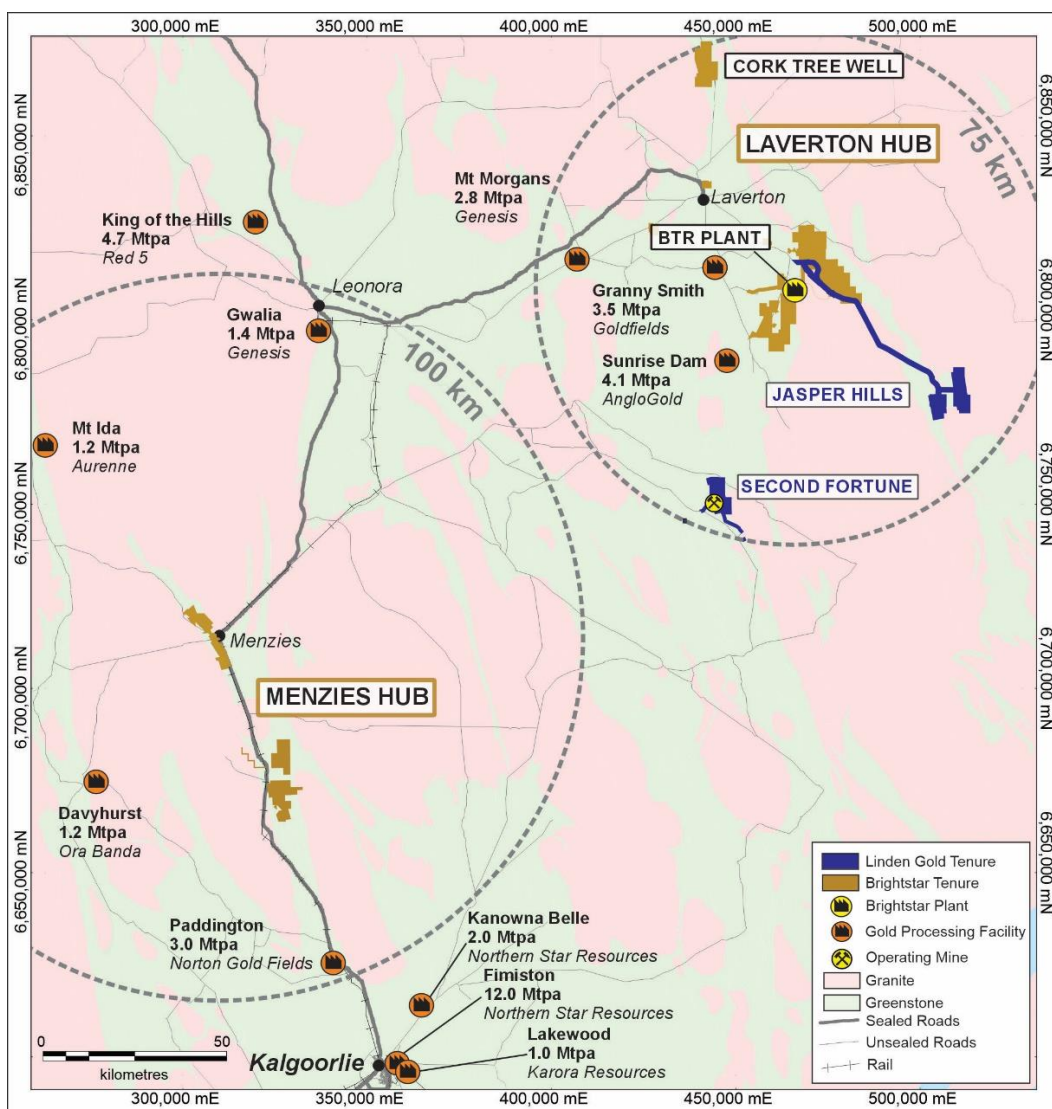 300,000 mE
350,000 mE
400,000 mE
450,000 mE
500,000 mE
CORK TREE WELL
6,850,000 mN
LAVERTON HUB
75 km
6,850,000 mN
Mt Morgans
2.8 Mtpa
Genesis
Laverton
King of the Hills
4.7 Mtpa
Red 5
BTR PLANT
6,800,000 mN
Leonora
Granny Smith
3.5 Mtpa
Goldfields
Gwalia
1.4 Mtpa
Genesis
6,800,000 mN
100 km
Sunrise Dam
4.1 Mtpa
AngloGold
JASPER HILLS
Mt Ida
1.2 Mtpa
Aurenne
SECOND FORTUNE
6,750,000 mN
6,750,000 mN
Menzies
MENZIES HUB
6,700,000 mN
6,700,000 mN
Davyhurst
1.2 Mtpa
Ora Banda
6,650,000 mN
6,650,000 mN
Paddington
3.0 Mtpa
Norton Gold Fields
Kanowna Belle
2.0 Mtpa
Northern Star Resources
Fimiston
12.0 Mtpa
Northern Star Resources
Lakewood
1.0 Mtpa
Karora Resources
Kalgoorlie
0
50
kilometres
Linden Gold Tenure
Brightstar Tenure
Brightstar Plant
Gold Processing Facility
Operating Mine
Granite
Greenstone
Sealed Roads
Unsealed Roads
Rail
300,000 mE
350,000 mE
400,000 mE
450,000 mE
500,000 mE